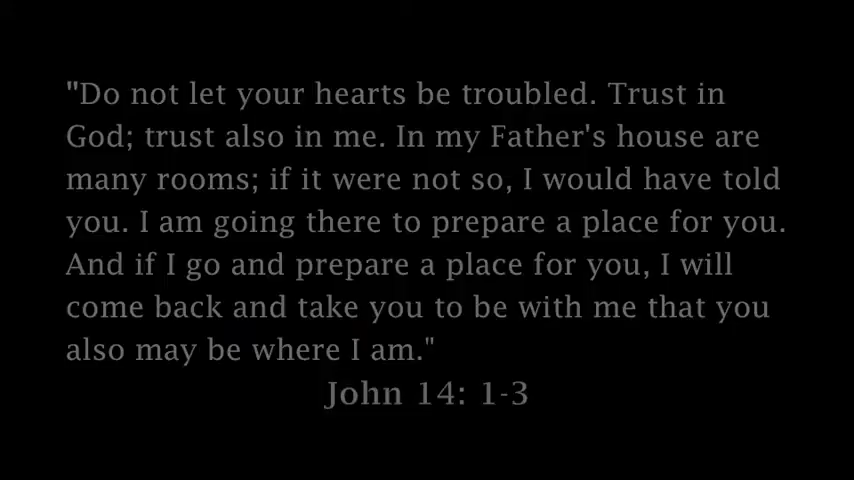 "Do not let your hearts be troubled. Trust in
God; trust also in me. In my Father's house are
many rooms; if it were not so, I would have told
you. I am going there to prepare a place for you.
And if I go and prepare a place for you, I will
come back and take you to be with me that you
also may be where I am."
John 14: 1-3